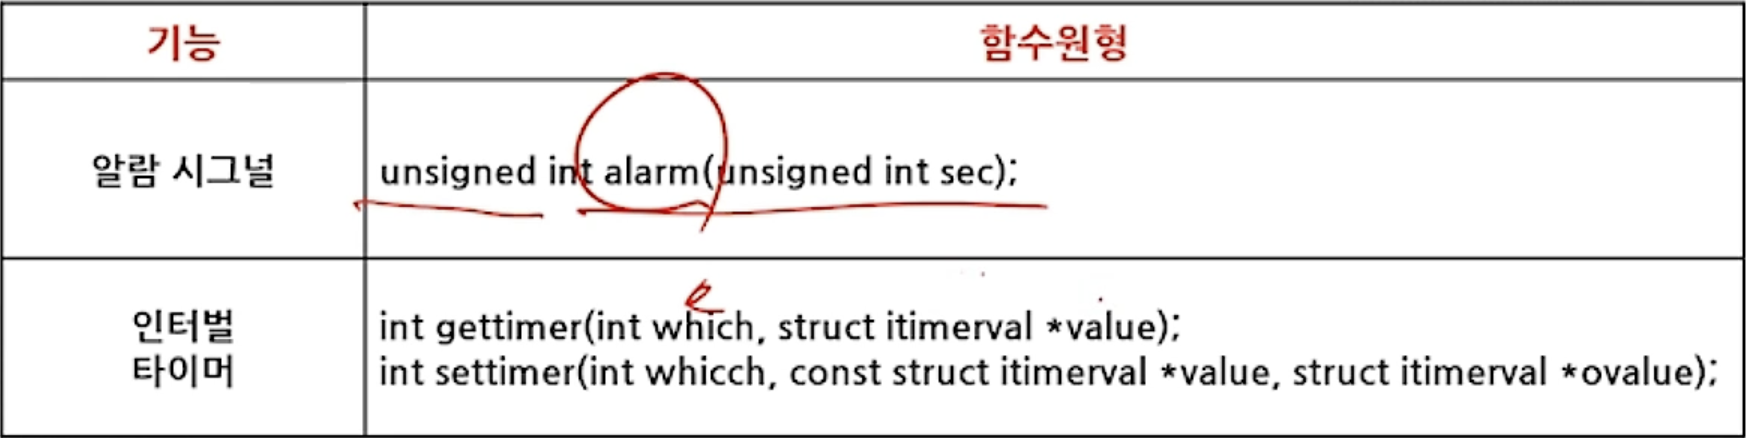 기능
함수원형
알람 시그널
unsigned int alarm(unsigned int sec);
인터벌
타이머
int gettimer(int which, struct itimerval *value);
int settimer(int whicch, const struct itimerval *value, struct itimerval *ovalue);